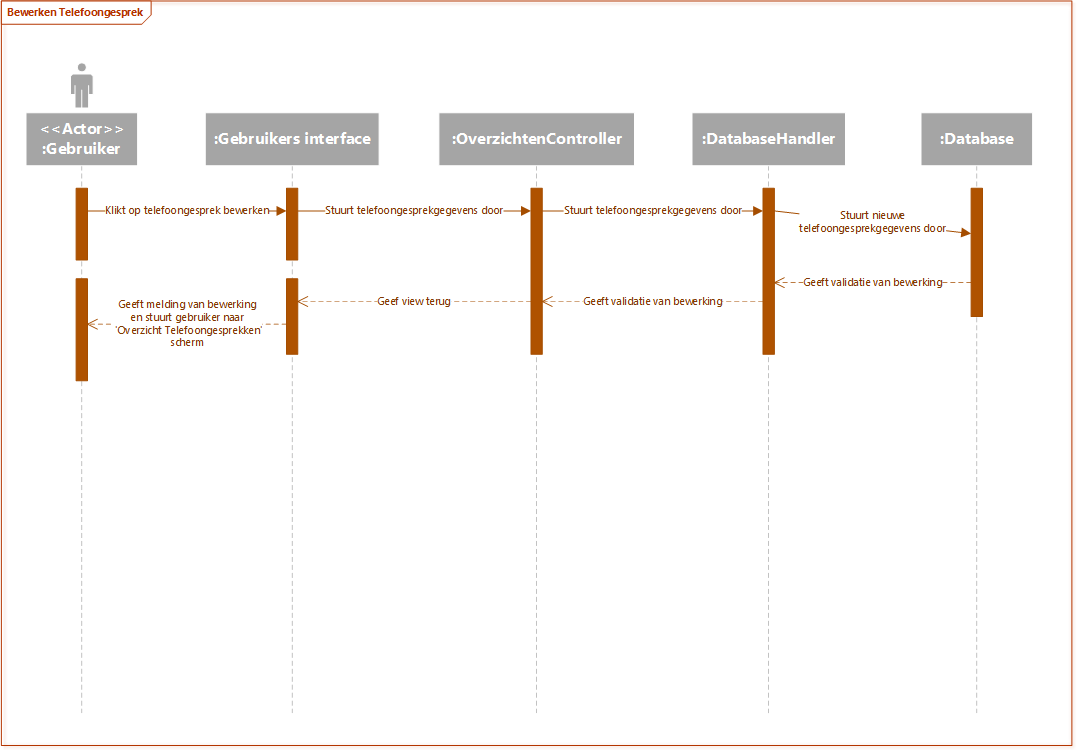 Bewerken Telefoongesprek
<<Actor>>
:Gebruiker
:Gebruikers interface
:OverzichtenController
:DatabaseHandler
:Database
Klikt op telefoongesprek bewerken
Stuurt telefoongesprekgegevens door
Stuurt telefoongesprekgegevens door
Stuurt nieuwe
telefoongesprekgegevens door
Geeft validatie van bewerking
Geeft validatie van bewerking
Geef view terug
Geeft melding van bewerking
en stuurt gebruiker naar
'Overzicht Telefoongesprekken'
scherm